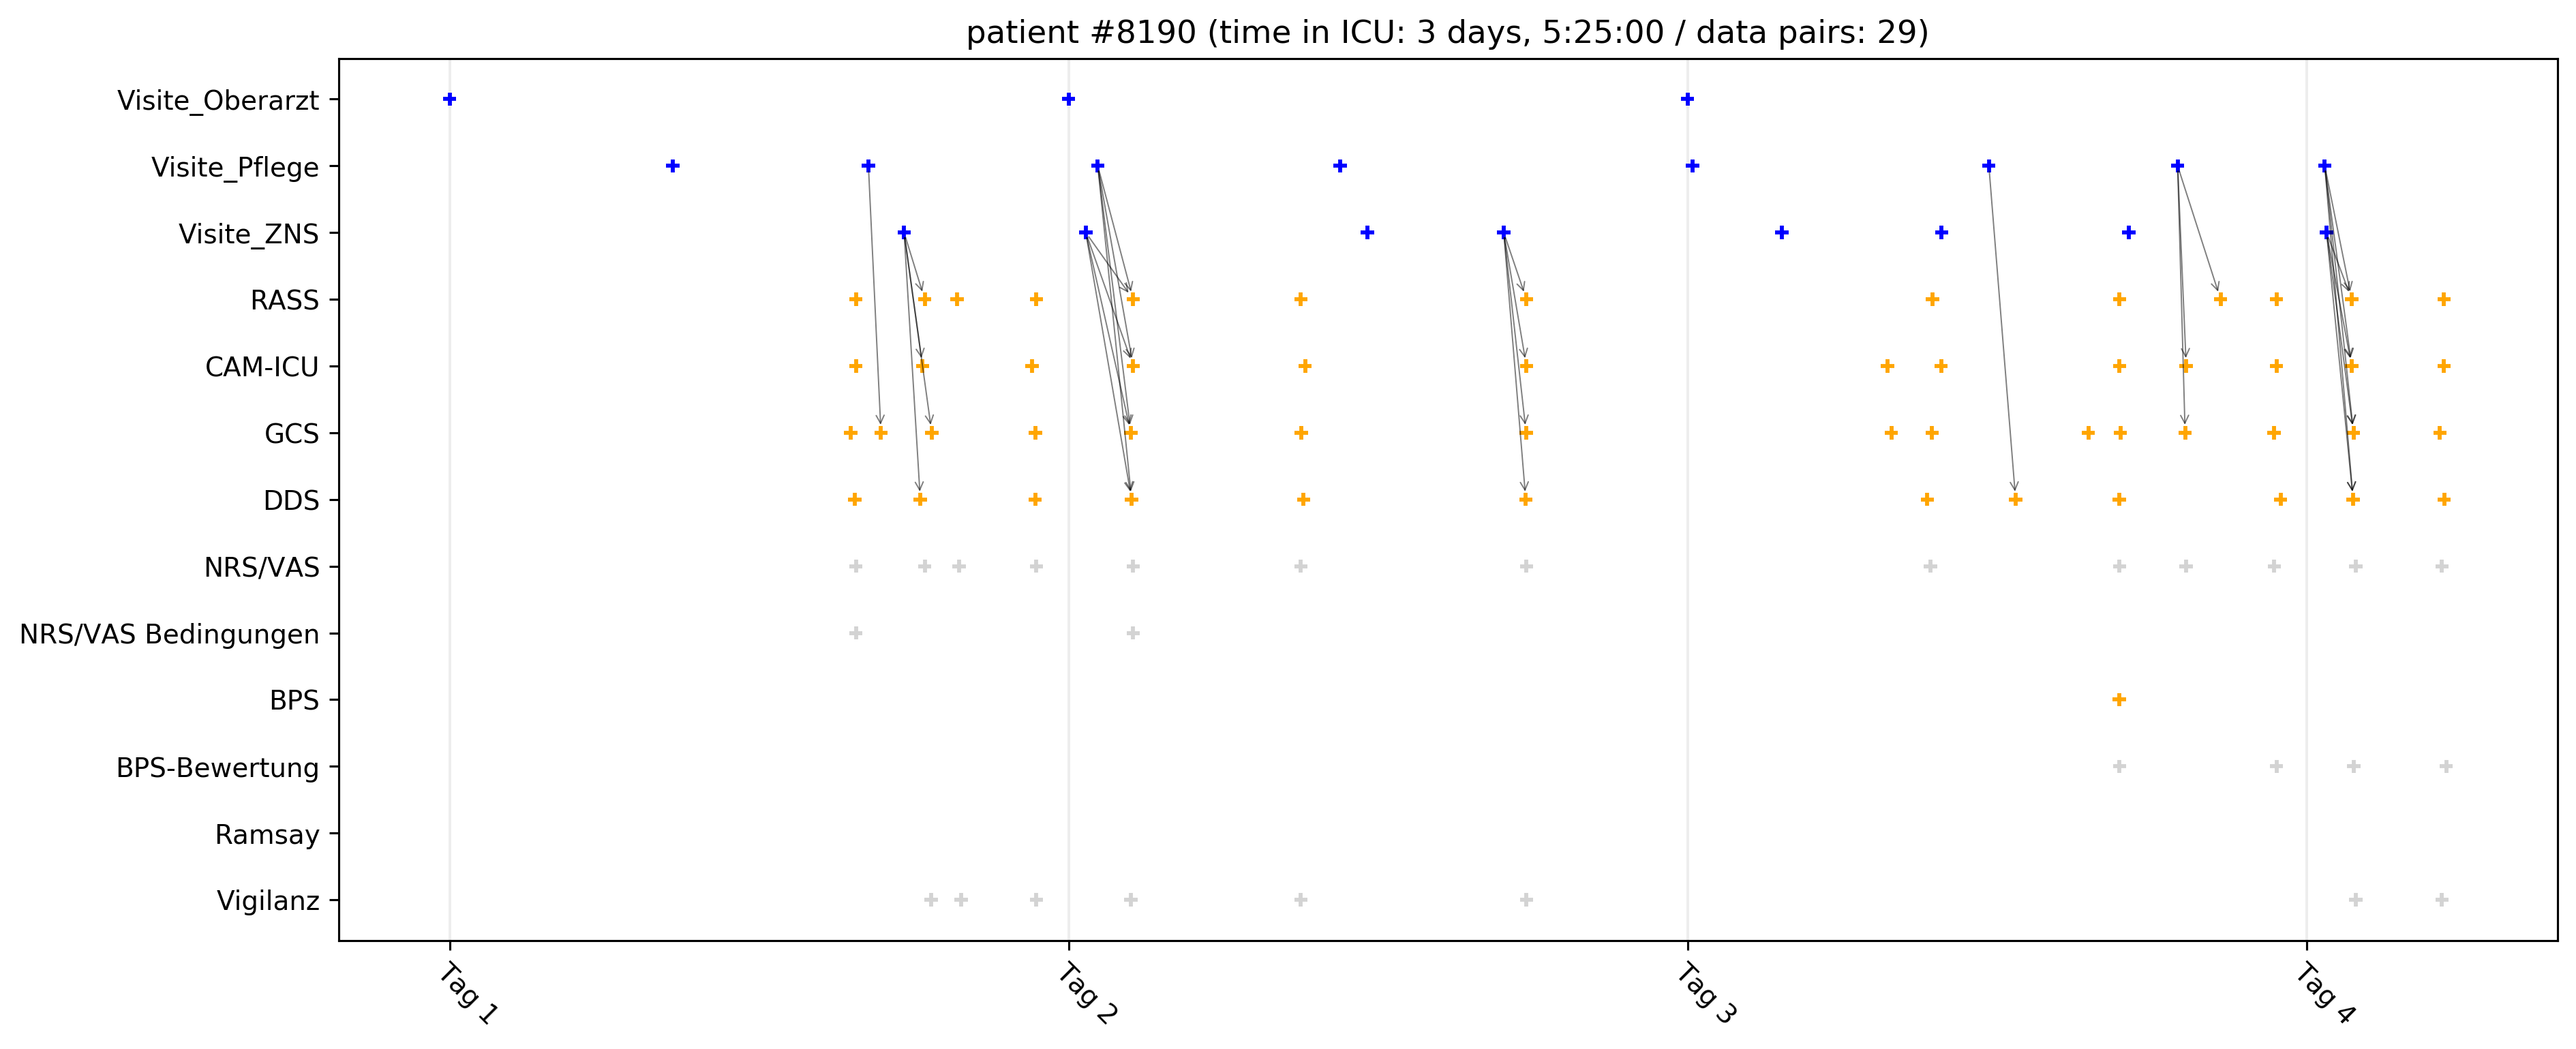 patient #8190 (time in ICU: 3 days, 5:25:00 / data pairs: 29)
Visite_Oberarzt
Visite_Pflege
Visite_ZNS
RASS
CAM-ICU
GCS
DDS
NRS/VAS
NRS/VAS Bedingungen
BPS
BPS-Bewertung
Ramsay
Vigilanz
Tag 1
Tag 2
Tag 3
Tag 4